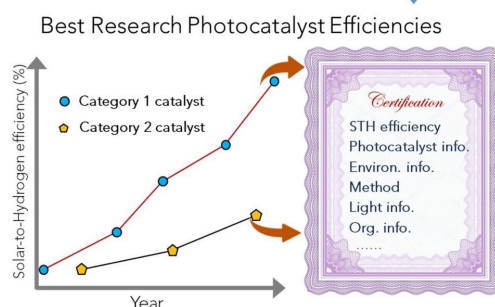 Best Research Photocatalyst Efficiencies
Solar-to-Hydrogen efficiency (%)
Category 1 catalyst
Category 2 catalyst
Year
Certification
STH efficiency
Photocatalyst info.
Environ. info.
Method
Light info.
Org. info.
......